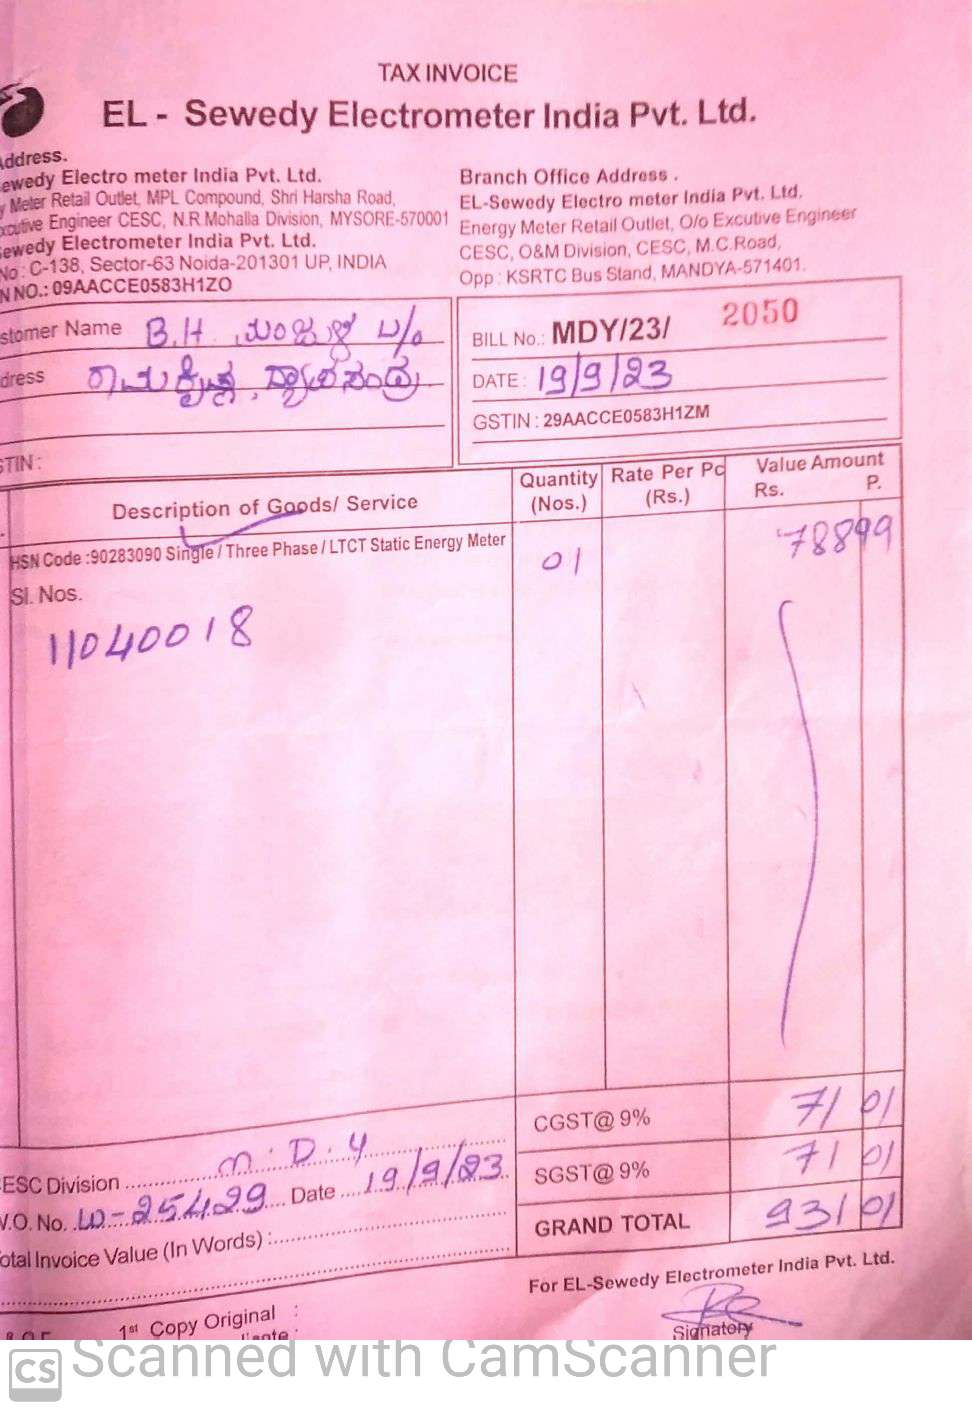 TAX INVOICE
EL - Sewedy Electrometer India Pvt. Ltd.
ddress.
ewedy Electro meter India Pvt. Ltd.
y Meter Retail Outlet, MPL Compound, Shri Harsha Road,
xcutive Engineer CESC, N.R.Mohalla Division, MYSORE-570001
ewedy Electrometer India Pvt. Ltd.
No : C-138, Sector-63 Noida-201301 UP, INDIA
N NO.: 09AACCE0583H1ZO
Branch Office Address .
EL-Sewedy Electro meter India Pvt. Ltd.
Energy Meter Retail Outlet, O/o Excutive Engineer
CESC, O&M Division, CESC, M.C.Road,
Opp : KSRTC Bus Stand, MANDYA-571401.
stomer Name B.H
dress
STIN :
BILL No.: MDY/23/ 2050
DATE : 19/9/23
GSTIN : 29AACCE0583H1ZM
Description of Goods/ Service
Quantity (Nos.)
Rate Per Pc (Rs.)
Value Amount
Rs. P.
HSN Code :90283090 Single / Three Phase / LTCT Static Energy Meter 01 788 99
Sl. Nos.
11040018
CGST@ 9% 71 01
SGST@ 9% 71 01
GRAND TOTAL 931 01
ESC Division M.D.Y
V.O. No. W-25429 Date 19/9/23
otal Invoice Value (In Words) :
For EL-Sewedy Electrometer India Pvt. Ltd.
Signatory
1st Copy Original :
CS Scanned with CamScanner